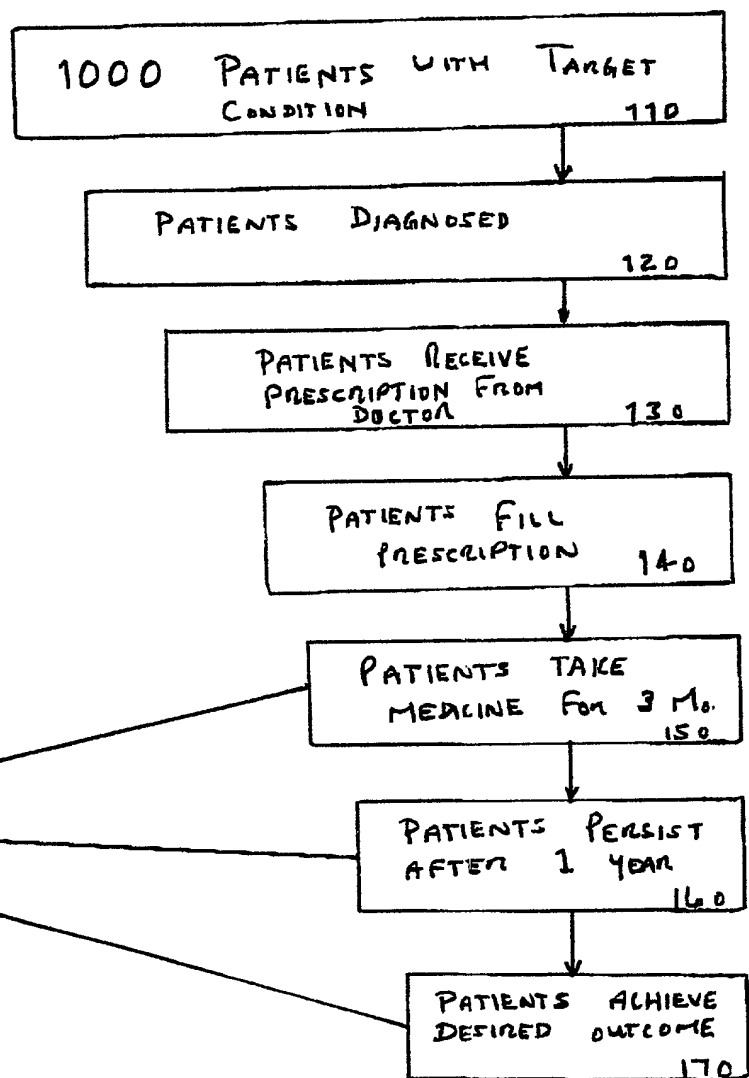 1000 PATIENTS WITH TARGET
CONDITION 110
PATIENTS DIAGNOSED
120
PATIENTS RECEIVE
PRESCRIPTION FROM
DOCTOR 130
PATIENTS FILL
PRESCRIPTION 140
PATIENTS TAKE
MEDICINE FOR 3 Mo.
150
PATIENTS PERSIST
AFTER 1 YEAR
160
PATIENTS ACHIEVE
DESIRED OUTCOME
170